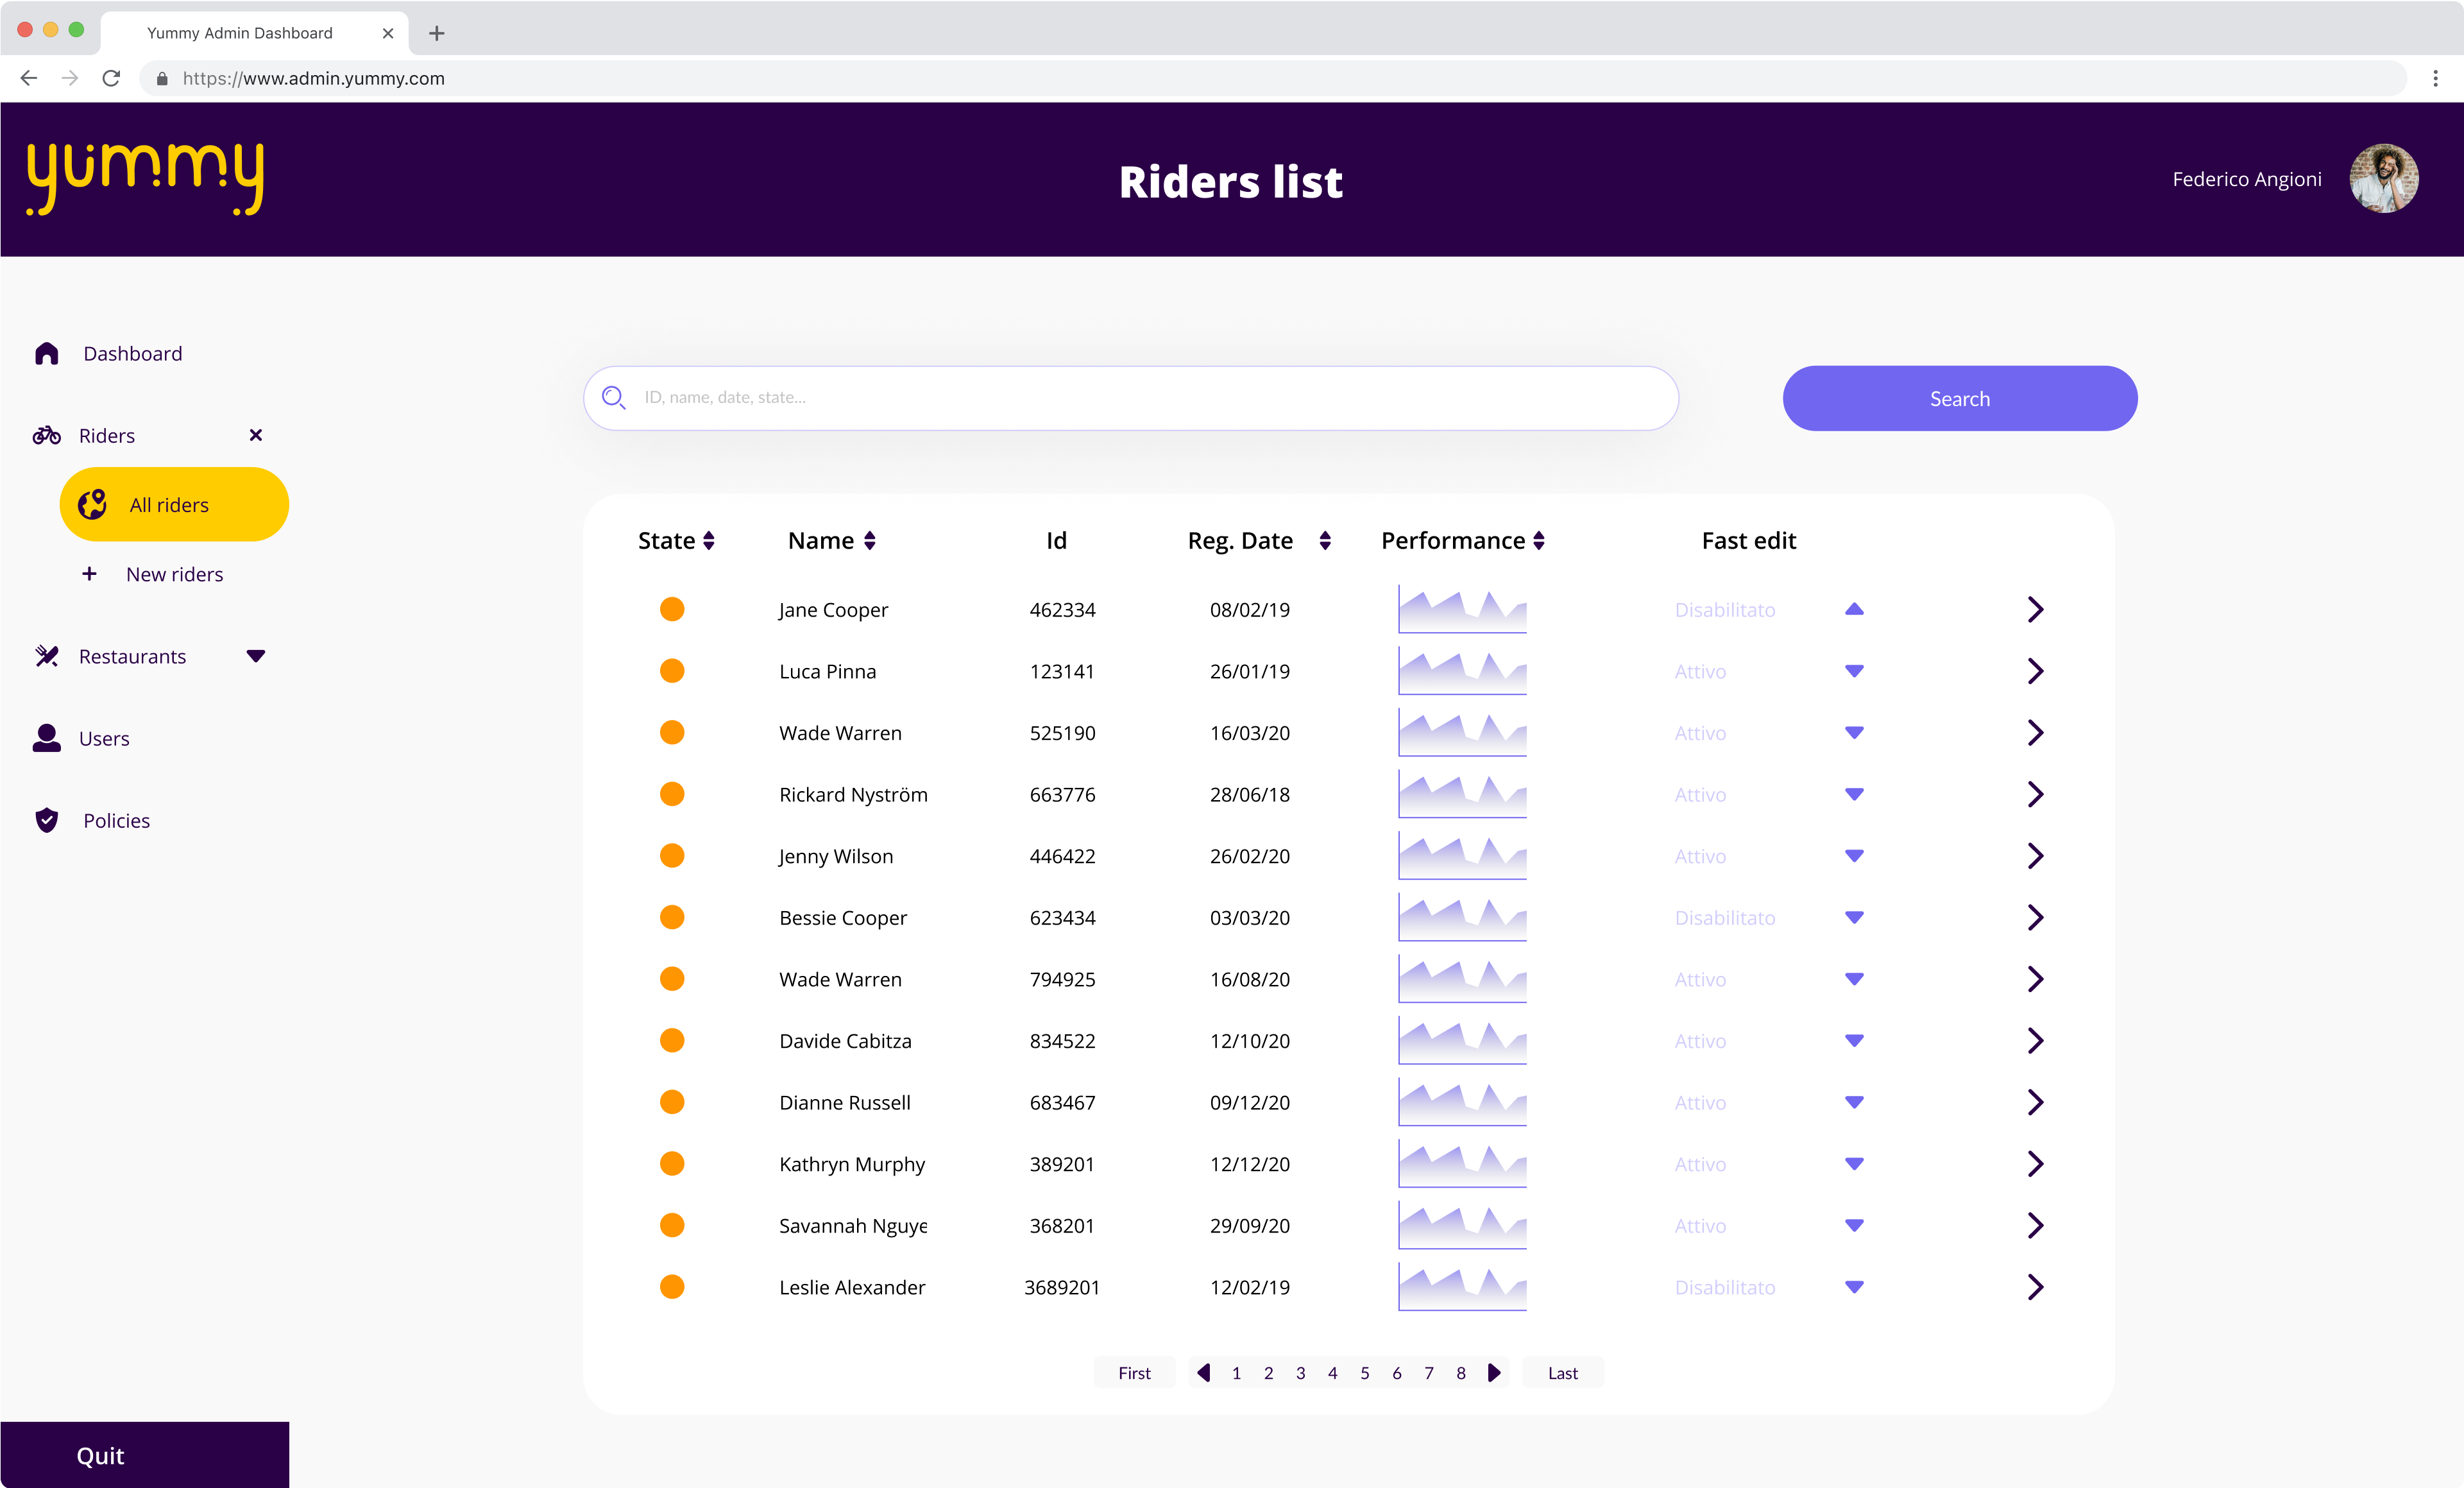 Yummy Admin Dashboard
https://www.admin.yummy.com
yummy
Riders list
Federico Angioni
Dashboard
Riders
All riders
New riders
Restaurants
Users
Policies
Quit
ID, name, date, state...
Search
State Name Id Reg. Date Performance Fast edit
Jane Cooper 462334 08/02/19 Disabilitato
Luca Pinna 123141 26/01/19 Attivo
Wade Warren 525190 16/03/20 Attivo
Rickard Nyström 663776 28/06/18 Attivo
Jenny Wilson 446422 26/02/20 Attivo
Bessie Cooper 623434 03/03/20 Disabilitato
Wade Warren 794925 16/08/20 Attivo
Davide Cabitza 834522 12/10/20 Attivo
Dianne Russell 683467 09/12/20 Attivo
Kathryn Murphy 389201 12/12/20 Attivo
Savannah Nguye 368201 29/09/20 Attivo
Leslie Alexander 3689201 12/02/19 Disabilitato
First 1 2 3 4 5 6 7 8 Last